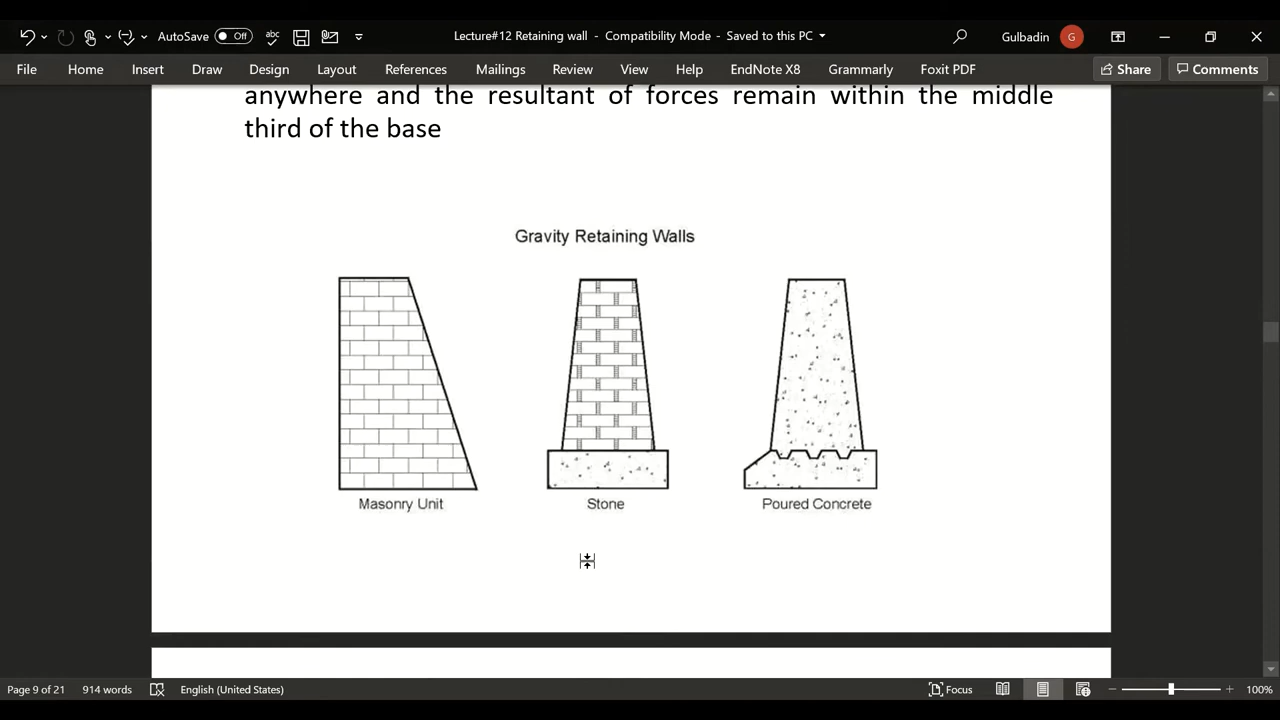 AutoSave Off abc Lecture#12 Retaining wall - Compatibility Mode - Saved to this PC Gulbadin G
File Home Insert Draw Design Layout References Mailings Review View Help EndNote X8 Grammarly Foxit PDF Share Comments
anywhere and the resultant of forces remain within the middle
third of the base
Gravity Retaining Walls
Masonry Unit Stone Poured Concrete
Page 9 of 21 914 words English (United States) Focus 100%